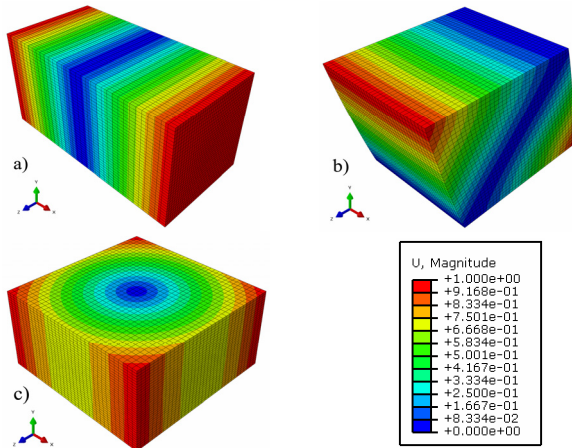 a)
Y
Z
X
b)
Y
Z
X
c)
Y
Z
X
U, Magnitude
+1.000e+00
+9.168e-01
+8.334e-01
+7.501e-01
+6.668e-01
+5.834e-01
+5.001e-01
+4.167e-01
+3.334e-01
+2.500e-01
+1.667e-01
+8.334e-02
+0.000e+00